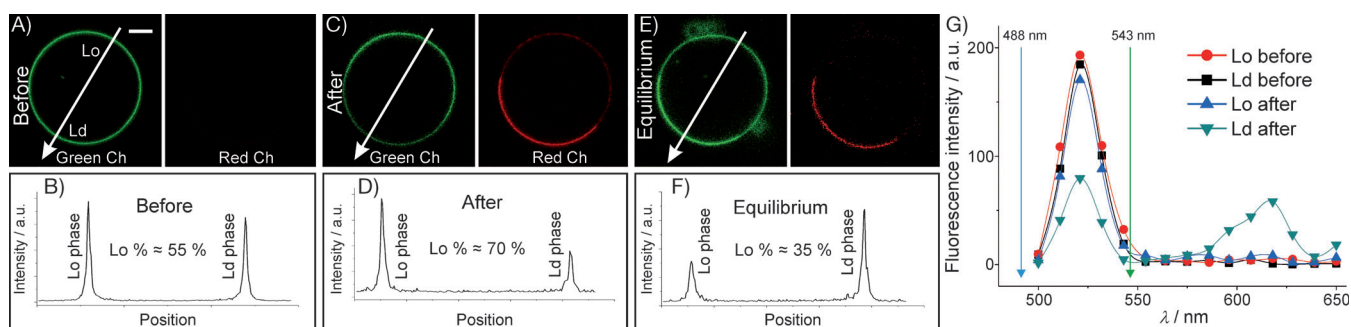 A)
Before
Lo
Ld
Green Ch
Red Ch
B)
Intensity / a.u.
Lo phase
Before
Lo % ≈ 55 %
Ld phase
Position
C)
After
Green Ch
Red Ch
D)
Intensity / a.u.
Lo phase
After
Lo % ≈ 70 %
Ld phase
Position
E)
Equilibrium
F)
Intensity / a.u.
Lo phase
Equilibrium
Lo % ≈ 35 %
Ld phase
Position
G)
488 nm
543 nm
Lo before
Ld before
Lo after
Ld after
Fluorescence intensity / a.u.
200
100
0
500
550
600
650
λ / nm